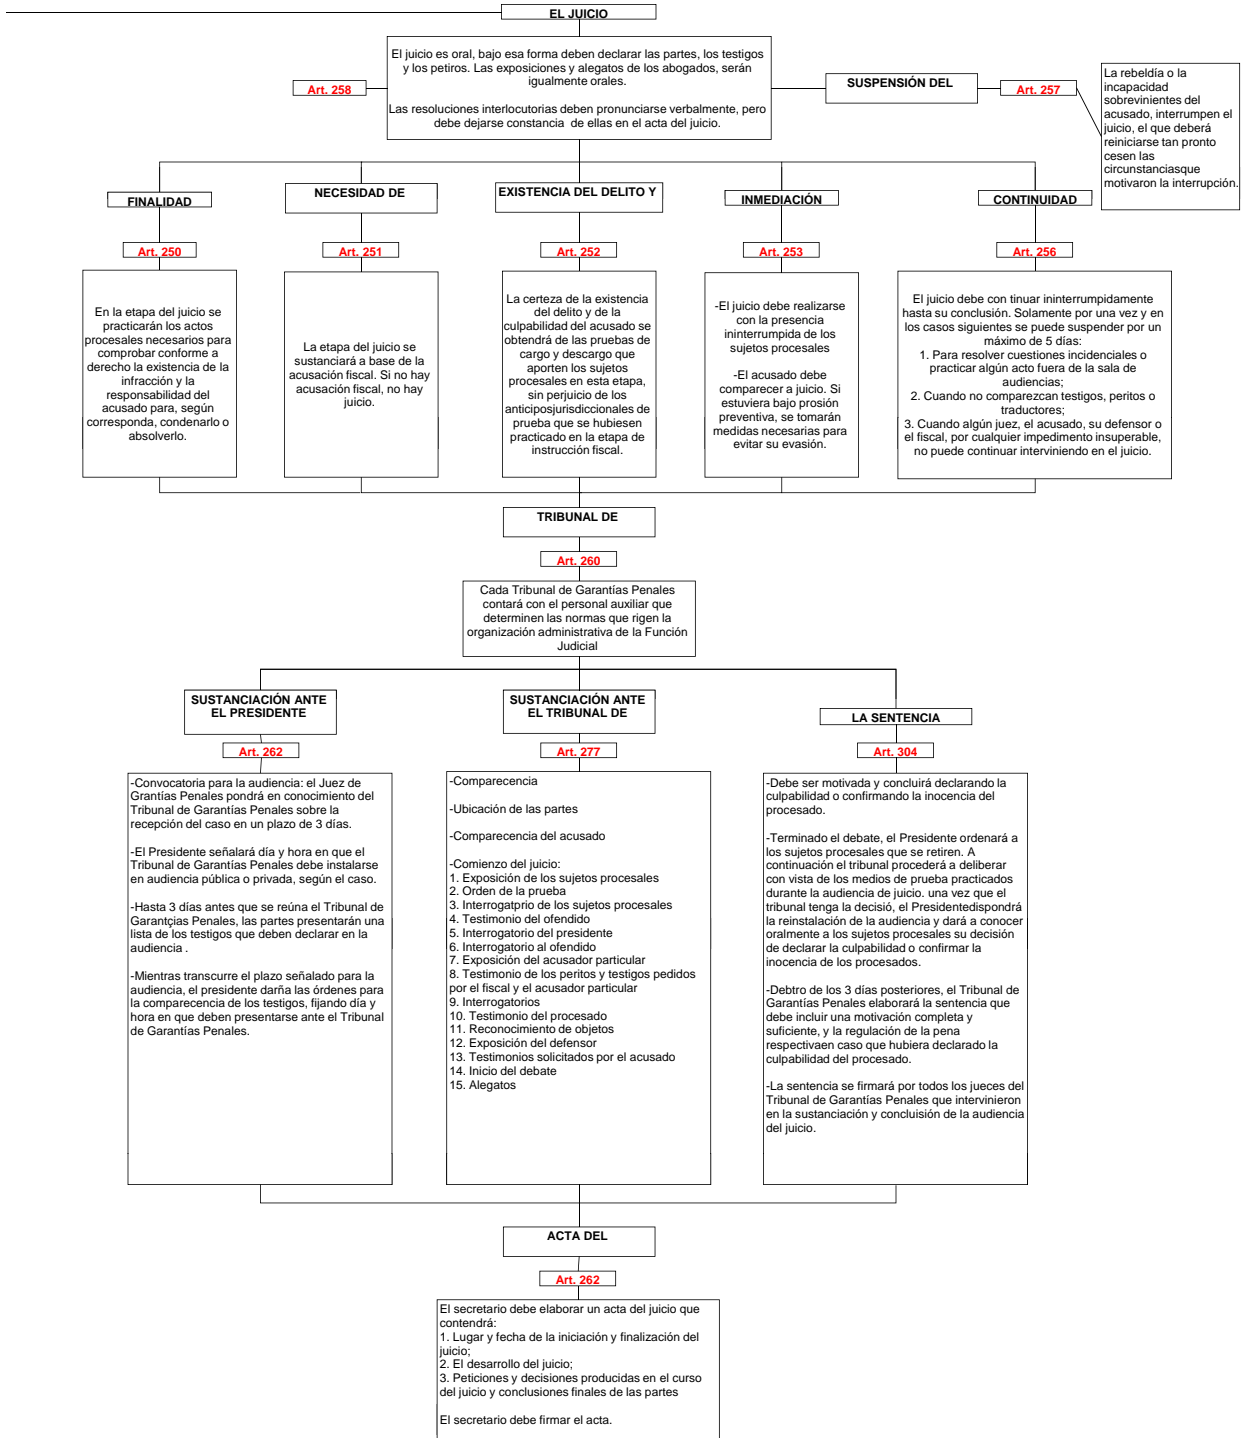 EL JUICIO
El juicio es oral, bajo esa forma deben declarar las partes, los testigos
y los petiros. Las exposiciones y alegatos de los abogados, serán
igualmente orales.
Las resoluciones interlocutorias deben pronunciarse verbalmente, pero
debe dejarse constancia de ellas en el acta del juicio.
Art. 258
SUSPENSIÓN DEL
Art. 257
La rebeldía o la
incapacidad
sobrevinientes del
acusado, interrumpen el
juicio, el que deberá
reiniciarse tan pronto
cesen las
circunstanciasque
motivaron la interrupción.
FINALIDAD
Art. 250
En la etapa del juicio se
practicarán los actos
procesales necesarios para
comprobar conforme a
derecho la existencia de la
infracción y la
responsabilidad del
acusado para, según
corresponda, condenarlo o
absolverlo.
NECESIDAD DE
Art. 251
La etapa del juicio se
sustanciará a base de la
acusación fiscal. Si no hay
acusación fiscal, no hay
juicio.
EXISTENCIA DEL DELITO Y
Art. 252
La certeza de la existencia
del delito y de la
culpabilidad del acusado se
obtendrá de las pruebas de
cargo y descargo que
aporten los sujetos
procesales en esta etapa,
sin perjuicio de los
anticiposjurisdiccionales de
prueba que se hubiesen
practicado en la etapa de
instrucción fiscal.
INMEDIACIÓN
Art. 253
-El juicio debe realizarse
con la presencia
ininterrumpida de los
sujetos procesales
-El acusado debe
comparecer a juicio. Si
estuviera bajo prosión
preventiva, se tomarán
medidas necesarias para
evitar su evasión.
CONTINUIDAD
Art. 256
El juicio debe con tinuar ininterrumpidamente
hasta su conclusión. Solamente por una vez y en
los casos siguientes se puede suspender por un
máximo de 5 días:
1. Para resolver cuestiones incidenciales o
practicar algún acto fuera de la sala de
audiencias;
2. Cuando no comparezcan testigos, peritos o
traductores;
3. Cuando algún juez, el acusado, su defensor o
el fiscal, por cualquier impedimento insuperable,
no puede continuar interviniendo en el juicio.
TRIBUNAL DE
Art. 260
Cada Tribunal de Garantías Penales
contará con el personal auxiliar que
determinen las normas que rigen la
organización administrativa de la Función
Judicial
SUSTANCIACIÓN ANTE
EL PRESIDENTE
Art. 262
-Convocatoria para la audiencia: el Juez de
Grantías Penales pondrá en conocimiento del
Tribunal de Garantías Penales sobre la
recepción del caso en un plazo de 3 días.
-El Presidente señalará día y hora en que el
Tribunal de Garantías Penales debe instalarse
en audiencia pública o privada, según el caso.
-Hasta 3 días antes que se reúna el Tribunal de
Garantçias Penales, las partes presentarán una
lista de los testigos que deben declarar en la
audiencia .
-Mientras transcurre el plazo señalado para la
audiencia, el presidente darña las órdenes para
la comparecencia de los testigos, fijando día y
hora en que deben presentarse ante el Tribunal
de Garantías Penales.
SUSTANCIACIÓN ANTE
EL TRIBUNAL DE
Art. 277
-Comparecencia
-Ubicación de las partes
-Comparecencia del acusado
-Comienzo del juicio:
1. Exposición de los sujetos procesales
2. Orden de la prueba
3. Interrogatprio de los sujetos procesales
4. Testimonio del ofendido
5. Interrogatorio del presidente
6. Interrogatorio al ofendido
7. Exposición del acusador particular
8. Testimonio de los peritos y testigos pedidos
por el fiscal y el acusador particular
9. Interrogatorios
10. Testimonio del procesado
11. Reconocimiento de objetos
12. Exposición del defensor
13. Testimonios solicitados por el acusado
14. Inicio del debate
15. Alegatos
LA SENTENCIA
Art. 304
-Debe ser motivada y concluirá declarando la
culpabilidad o confirmando la inocencia del
procesado.
-Terminado el debate, el Presidente ordenará a
los sujetos procesales que se retiren. A
continuación el tribunal procederá a deliberar
con vista de los medios de prueba practicados
durante la audiencia de juicio. una vez que el
tribunal tenga la decisió, el Presidentedispondrá
la reinstalación de la audiencia y dará a conocer
oralmente a los sujetos procesales su decisión
de declarar la culpabilidad o confirmar la
inocencia de los procesados.
-Debtro de los 3 días posteriores, el Tribunal de
Garantías Penales elaborará la sentencia que
debe incluir una motivación completa y
suficiente, y la regulación de la pena
respectivaen caso que hubiera declarado la
culpabilidad del procesado.
-La sentencia se firmará por todos los jueces del
Tribunal de Garantías Penales que intervinieron
en la sustanciación y concluisión de la audiencia
del juicio.
ACTA DEL
Art. 262
El secretario debe elaborar un acta del juicio que
contendrá:
1. Lugar y fecha de la iniciación y finalización del
juicio;
2. El desarrollo del juicio;
3. Peticiones y decisiones producidas en el curso
del juicio y conclusiones finales de las partes
El secretario debe firmar el acta.